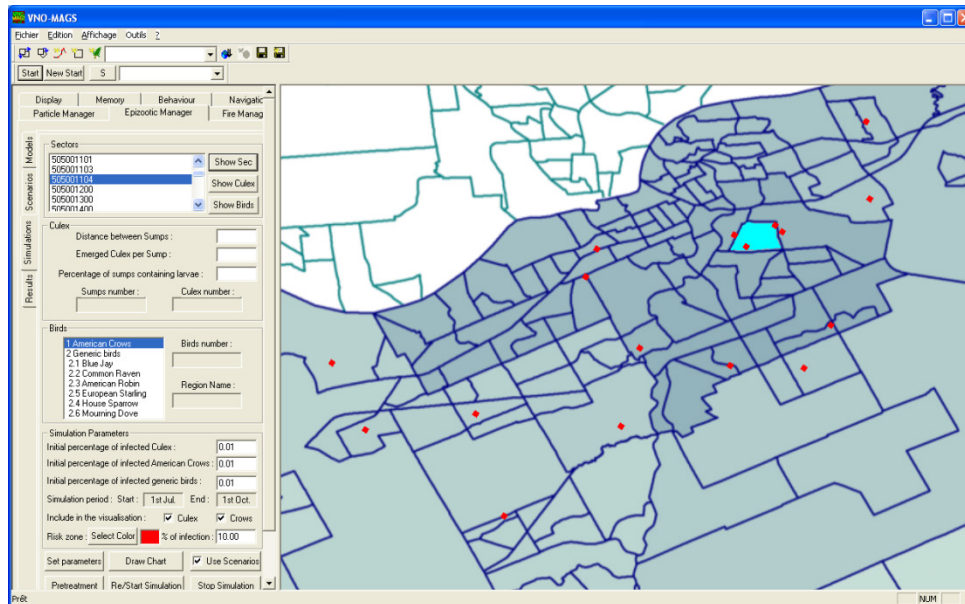 VNO-MAGS
Fichier Edition Affichage Outils ?
Start New Start S
Display Memory Behaviour Navigatic
Particle Manager Epizootic Manager Fire Manag
Models
Scenarios
Simulations
Results
Sectors
505001101
505001103
505001104
505001200
505001300
505001400
Show Sec
Show Culex
Show Birds
Culex
Distance between Sumps :
Emerged Culex per Sump :
Percentage of sumps containing larvae :
Sumps number : Culex number :
Birds
1 American Crows
2 Generic birds
2.1 Blue Jay
2.2 Common Raven
2.3 American Robin
2.5 European Starling
2.4 House Sparrow
2.6 Mourning Dove
Birds number :
Region Name :
Simulation Parameters
Initial percentage of infected Culex : 0.01
Initial percentage of infected American Crows : 0.01
Initial percentage of infected generic birds : 0.01
Simulation period : Start : 1st Jul. End : 1st Oct.
Include in the visualisation : Culex Crows
Risk zone : Select Color % of infection : 10.00
Set parameters Draw Chart Use Scenarios
Pretreatment Re/Start Simulation Stop Simulation
Prêt NUM